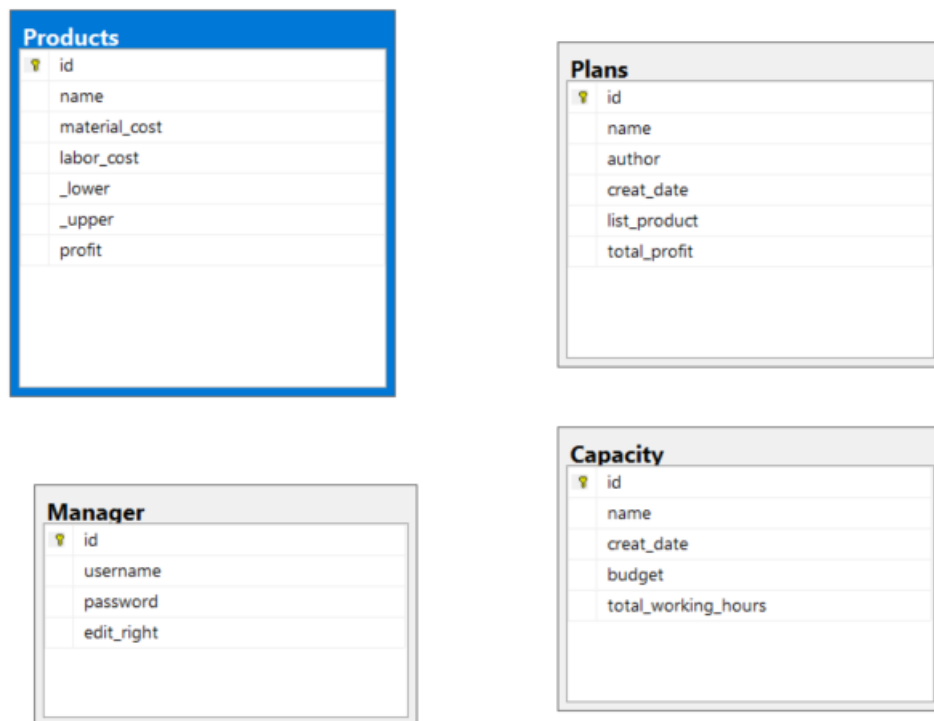 Products
id
name
material_cost
labor_cost
_lower
_upper
profit
Plans
id
name
author
creat_date
list_product
total_profit
Manager
id
username
password
edit_right
Capacity
id
name
creat_date
budget
total_working_hours